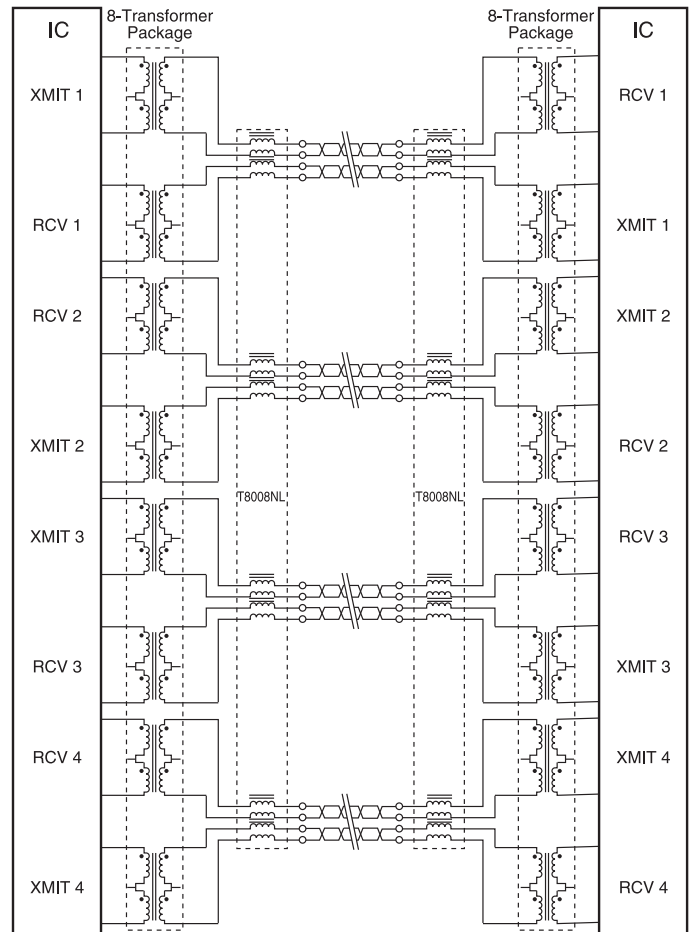 8-Transformer
Package
8-Transformer
Package
IC
IC
XMIT 1
RCV 1
RCV 1
XMIT 1
RCV 2
XMIT 2
XMIT 2
RCV 2
T8008NL
T8008NL
XMIT 3
RCV 3
RCV 3
XMIT 3
RCV 4
XMIT 4
XMIT 4
RCV 4